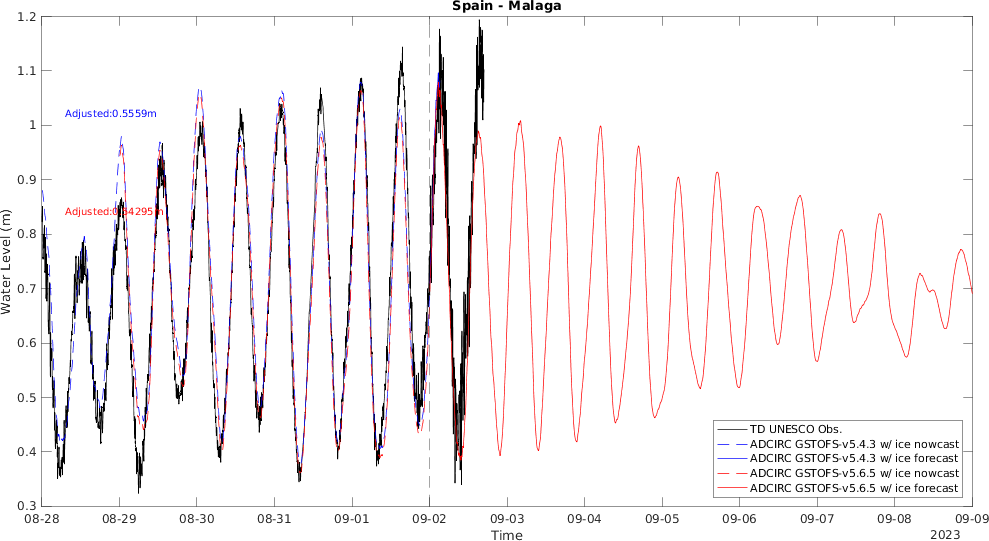 Spain - Malaga
1.2
1.1
1
0.9
0.8
0.7
0.6
0.5
0.4
0.3
Water Level (m)
Adjusted:0.5559m
Adjusted:0.54295m
08-28
08-29
08-30
08-31
09-01
09-02
09-03
09-04
09-05
09-06
09-07
09-08
09-09
Time
2023
TD UNESCO Obs.
ADCIRC GSTOFS-v5.4.3 w/ ice nowcast
ADCIRC GSTOFS-v5.4.3 w/ ice forecast
ADCIRC GSTOFS-v5.6.5 w/ ice nowcast
ADCIRC GSTOFS-v5.6.5 w/ ice forecast